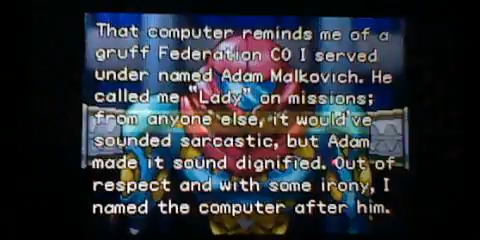 That computer reminds me of a
gruff Federation CO I served
under named Adam Malkovich. He
called me "Lady" on missions;
from anyone else, it would've
sounded sarcastic, but Adam
made it sound dignified. Out of
respect and with some irony, I
named the computer after him.